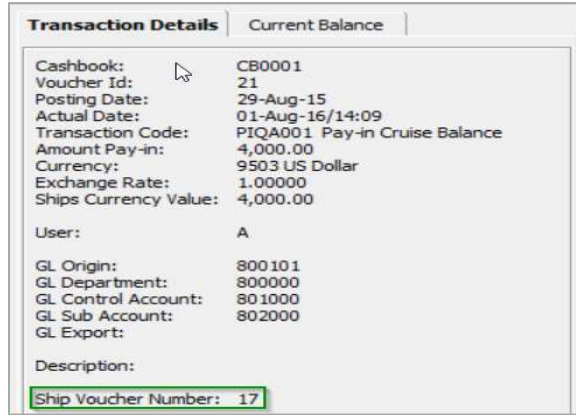 Transaction Details Current Balance
Cashbook: CB0001
Voucher Id: 21
Posting Date: 29-Aug-15
Actual Date: 01-Aug-16/14:09
Transaction Code: PIQA001 Pay-in Cruise Balance
Amount Pay-in: 4,000.00
Currency: 9503 US Dollar
Exchange Rate: 1.00000
Ships Currency Value: 4,000.00
User: A
GL Origin: 800101
GL Department: 800000
GL Control Account: 801000
GL Sub Account: 802000
GL Export:
Description:
Ship Voucher Number: 17